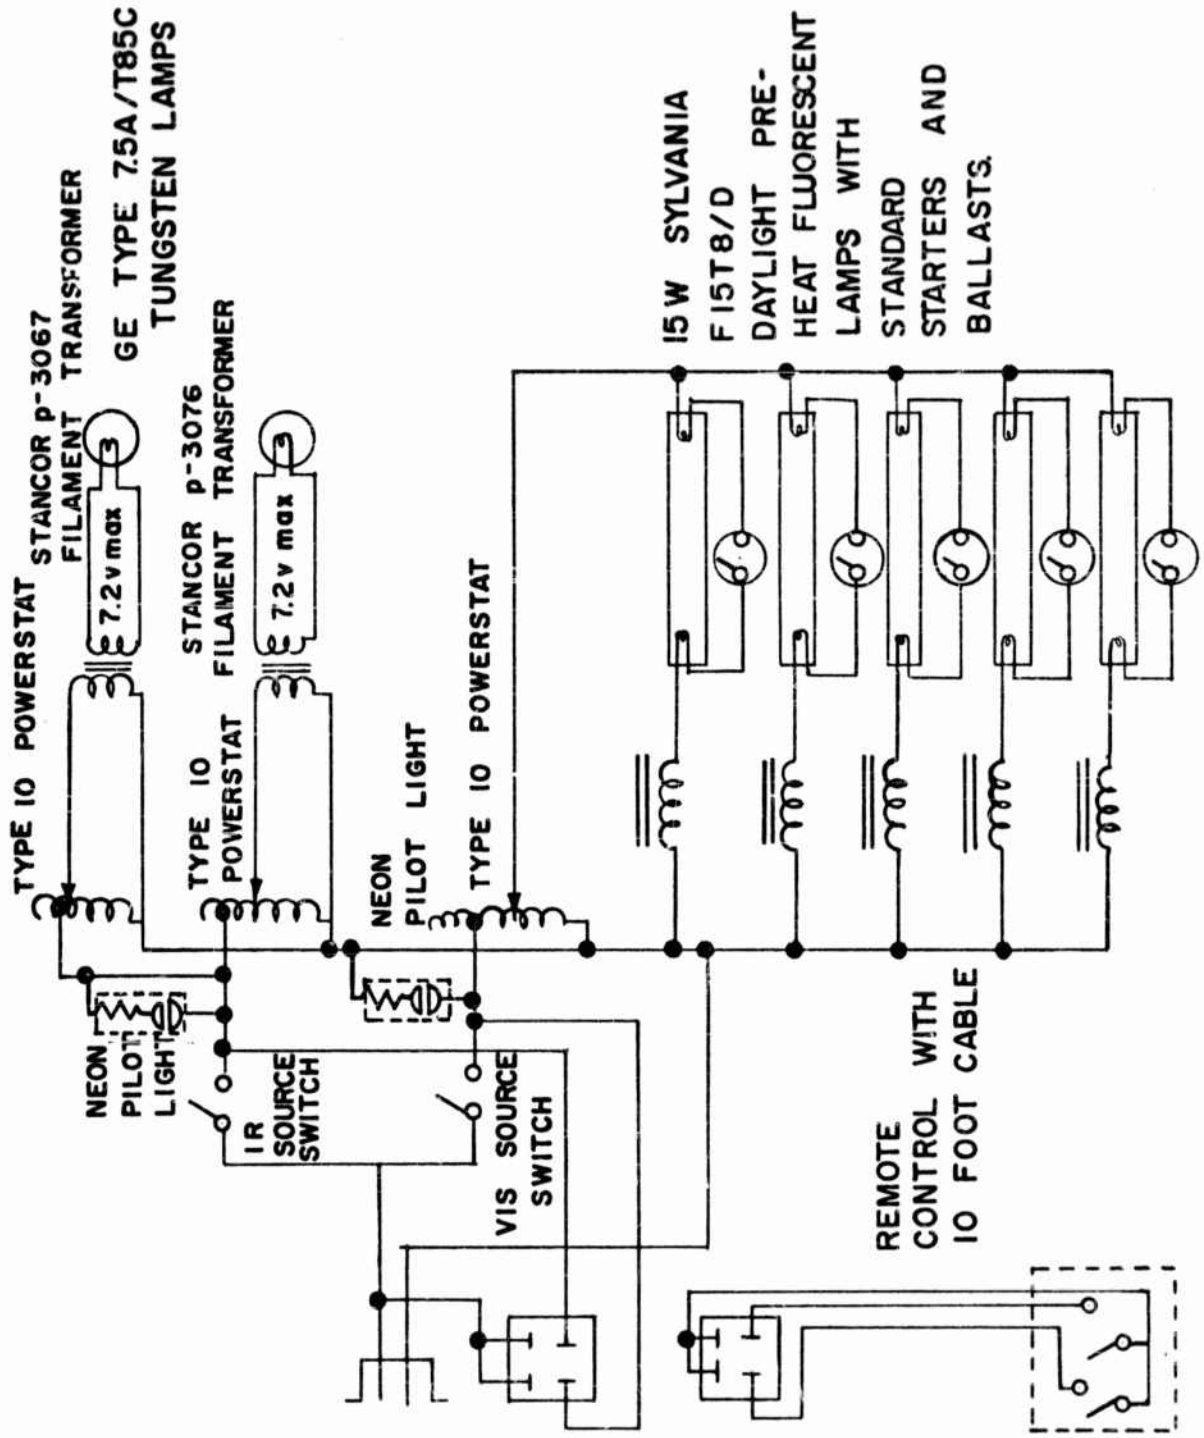 TYPE 10 POWERSTAT
STANCOR p-3067
FILAMENT TRANSFORMER
GE TYPE 7.5A/T85C
TUNGSTEN LAMPS
7.2v max
TYPE 10
POWERSTAT
STANCOR p-3076
FILAMENT TRANSFORMER
7.2v max
NEON
PILOT
LIGHT
IR
SOURCE
SWITCH
NEON
PILOT LIGHT
TYPE 10 POWERSTAT
VIS SOURCE
SWITCH
15W SYLVANIA
F15T8/D
DAYLIGHT PRE-
HEAT FLUORESCENT
LAMPS WITH
STANDARD
STARTERS AND
BALLASTS.
REMOTE
CONTROL WITH
10 FOOT CABLE